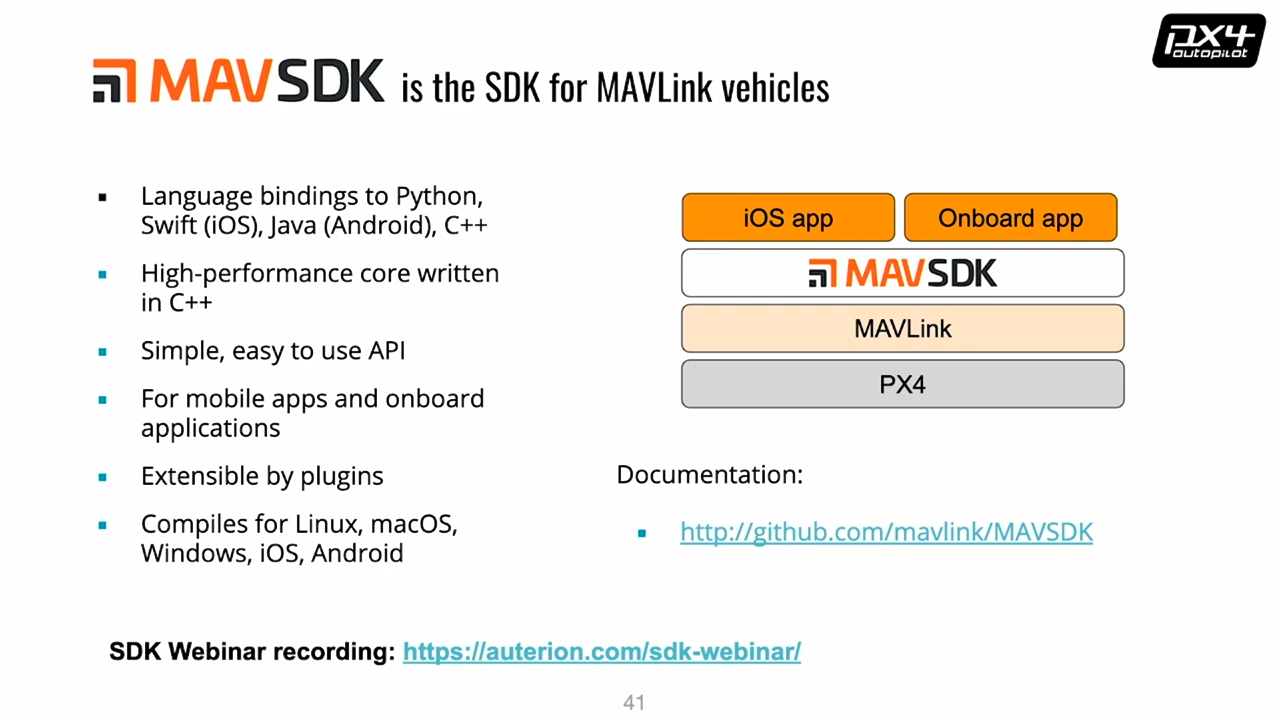 px4
autopilot
MAVSDK is the SDK for MAVLink vehicles
Language bindings to Python,
Swift (iOS), Java (Android), C++
High-performance core written
in C++
Simple, easy to use API
For mobile apps and onboard
applications
Extensible by plugins
Compiles for Linux, macOS,
Windows, iOS, Android
iOS app
Onboard app
MAVSDK
MAVLink
PX4
Documentation:
http://github.com/mavlink/MAVSDK
SDK Webinar recording: https://auterion.com/sdk-webinar/
41